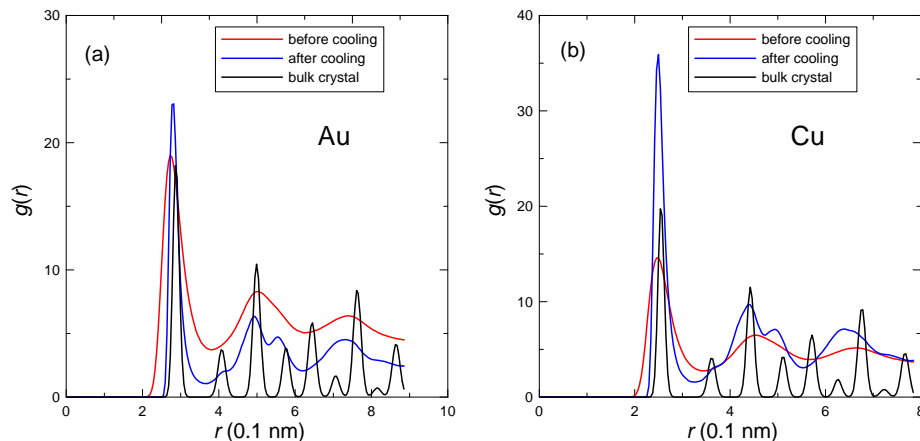 30
(a)
before cooling
after cooling
bulk crystal
Au
20
10
0
g(r)
0 2 4 6 8 10
r (0.1 nm)
40
(b)
before cooling
after cooling
bulk crystal
Cu
30
20
10
0
g(r)
0 2 4 6 8
r (0.1 nm)